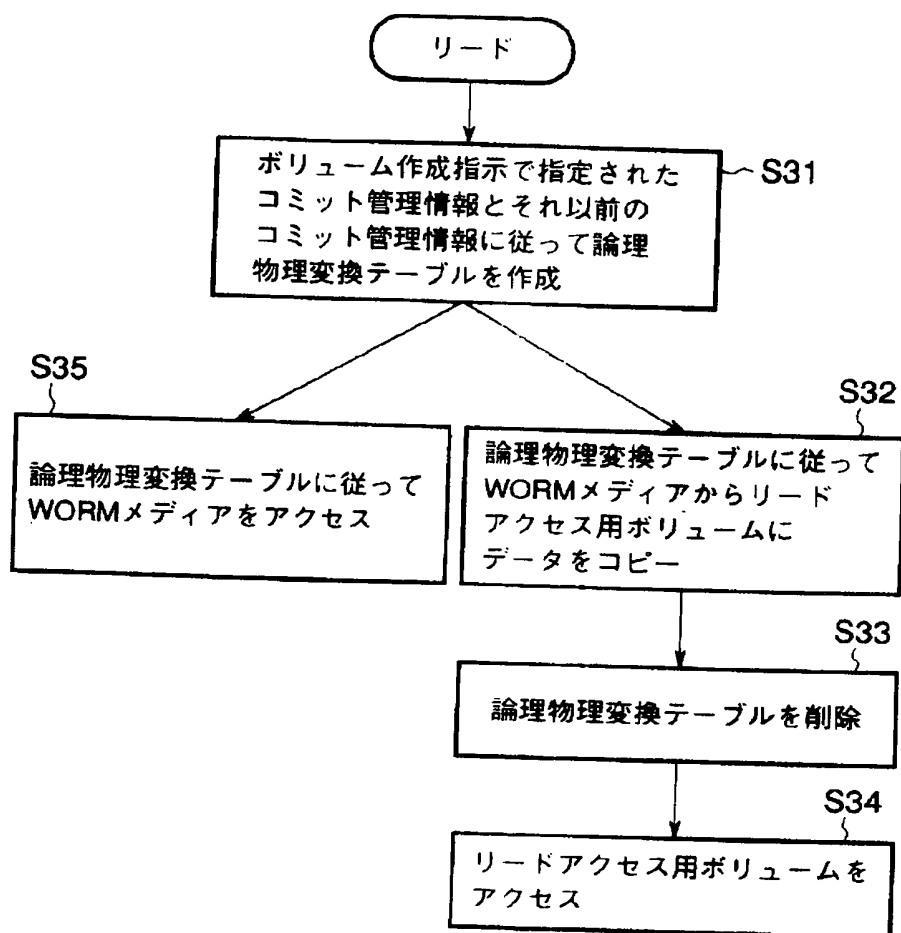 リード
ボリューム作成指示で指定された
コミット管理情報とそれ以前の
コミット管理情報に従って論理
物理変換テーブルを作成
S31
S35
論理物理変換テーブルに従って
WORMメディアをアクセス
S32
論理物理変換テーブルに従って
WORMメディアからリード
アクセス用ボリュームに
データをコピー
S33
論理物理変換テーブルを削除
S34
リードアクセス用ボリュームを
アクセス